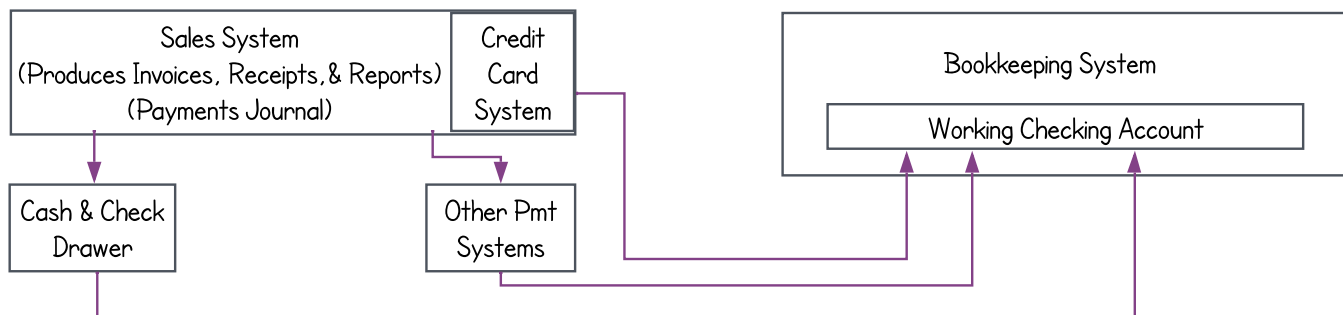 Sales System
(Produces Invoices, Receipts,& Reports)
(Payments Journal)
Credit
Card
System
Bookkeeping System
Working Checking Account
Cash & Check
Drawer
Other Pmt
Systems